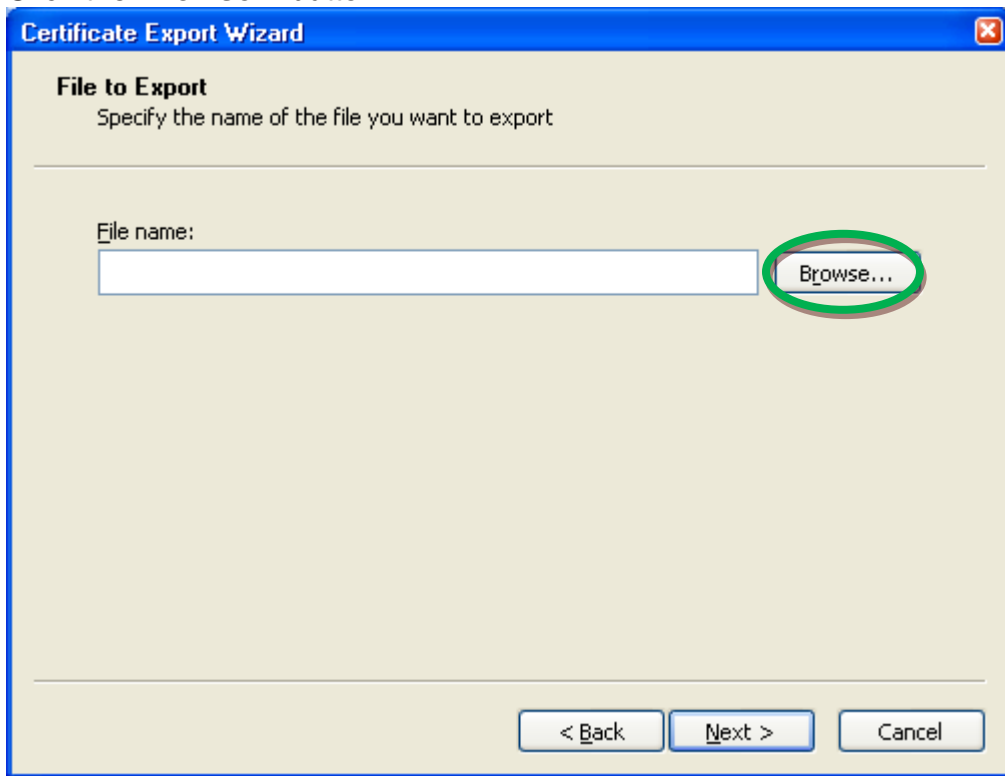 Certificate Export Wizard
File to Export
Specify the name of the file you want to export
File name:
Browse...
< Back Next > Cancel